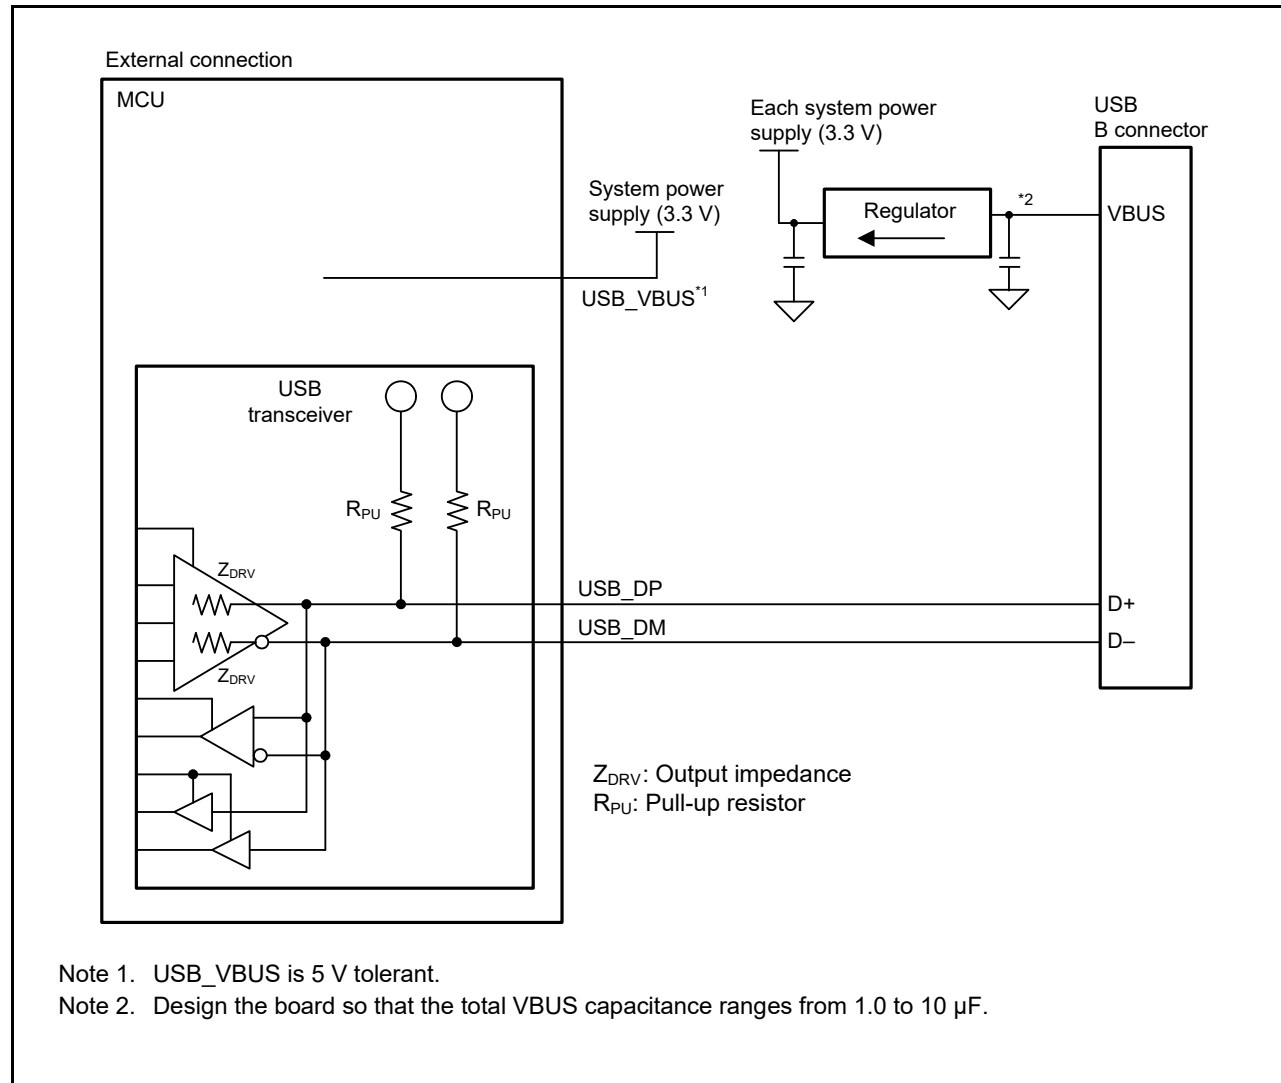 External connection
MCU
Each system power
supply (3.3 V)
USB
B connector
System power
supply (3.3 V)
Regulator
*2
VBUS
USB_VBUS*1
USB
transceiver
RPU
RPU
ZDRV
USB_DP
D+
USB_DM
D–
ZDRV
ZDRV: Output impedance
RPU: Pull-up resistor
Note 1. USB_VBUS is 5 V tolerant.
Note 2. Design the board so that the total VBUS capacitance ranges from 1.0 to 10 μF.